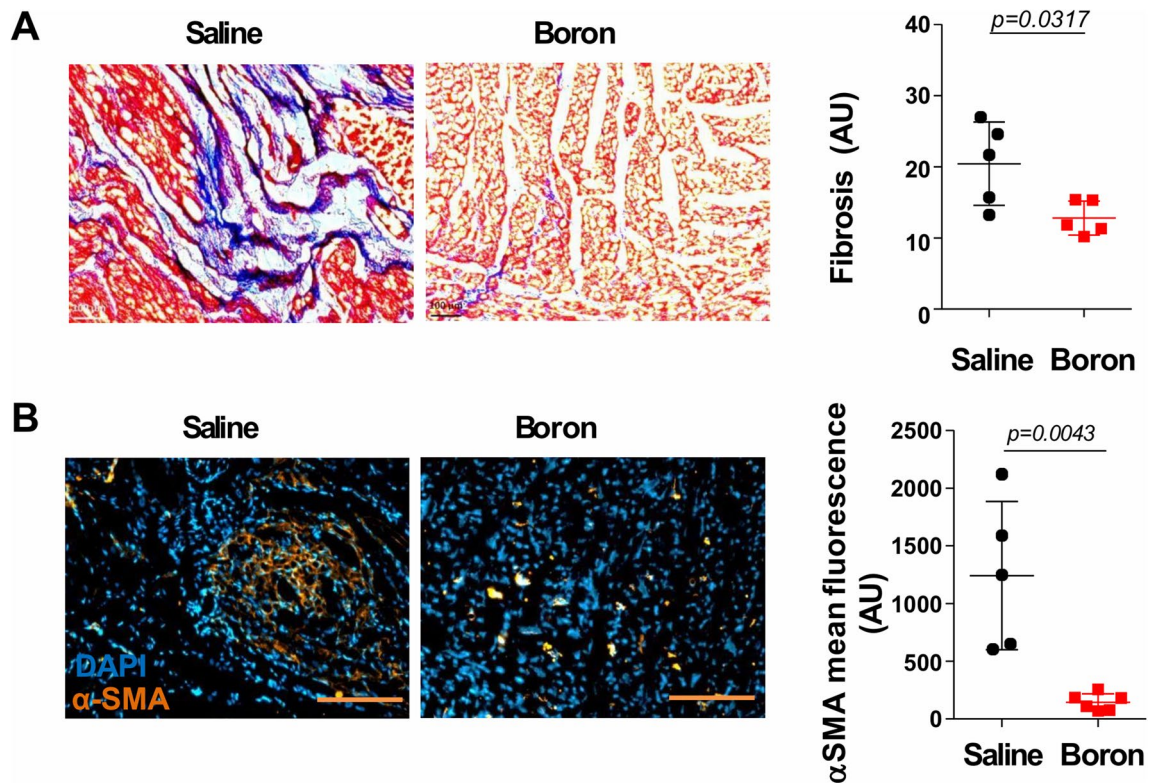 A
Saline
Boron
100 µm
Fibrosis (AU)
40
30
20
10
0
p=0.0317
Saline
Boron
B
Saline
Boron
DAPI
α-SMA
αSMA mean fluorescence
(AU)
2500
2000
1500
1000
500
0
p=0.0043
Saline
Boron